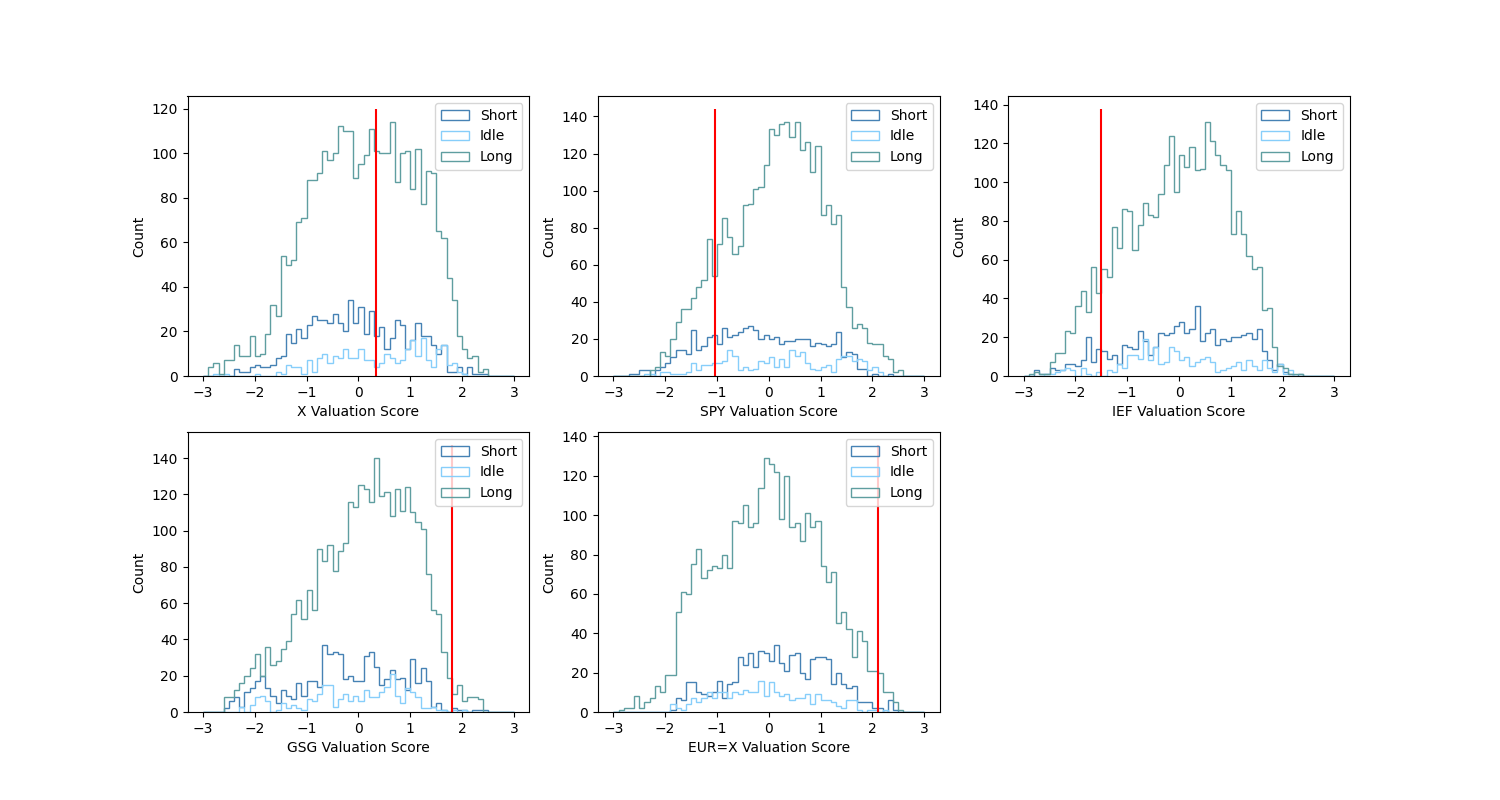 120
100
80
60
40
20
0
Count
−3 −2 −1 0 1 2 3
X Valuation Score
Short
Idle
Long
140
120
100
80
60
40
20
0
Count
−3 −2 −1 0 1 2 3
SPY Valuation Score
Short
Idle
Long
140
120
100
80
60
40
20
0
Count
−3 −2 −1 0 1 2 3
IEF Valuation Score
Short
Idle
Long
140
120
100
80
60
40
20
0
Count
−3 −2 −1 0 1 2 3
GSG Valuation Score
Short
Idle
Long
140
120
100
80
60
40
20
0
Count
−3 −2 −1 0 1 2 3
EUR=X Valuation Score
Short
Idle
Long